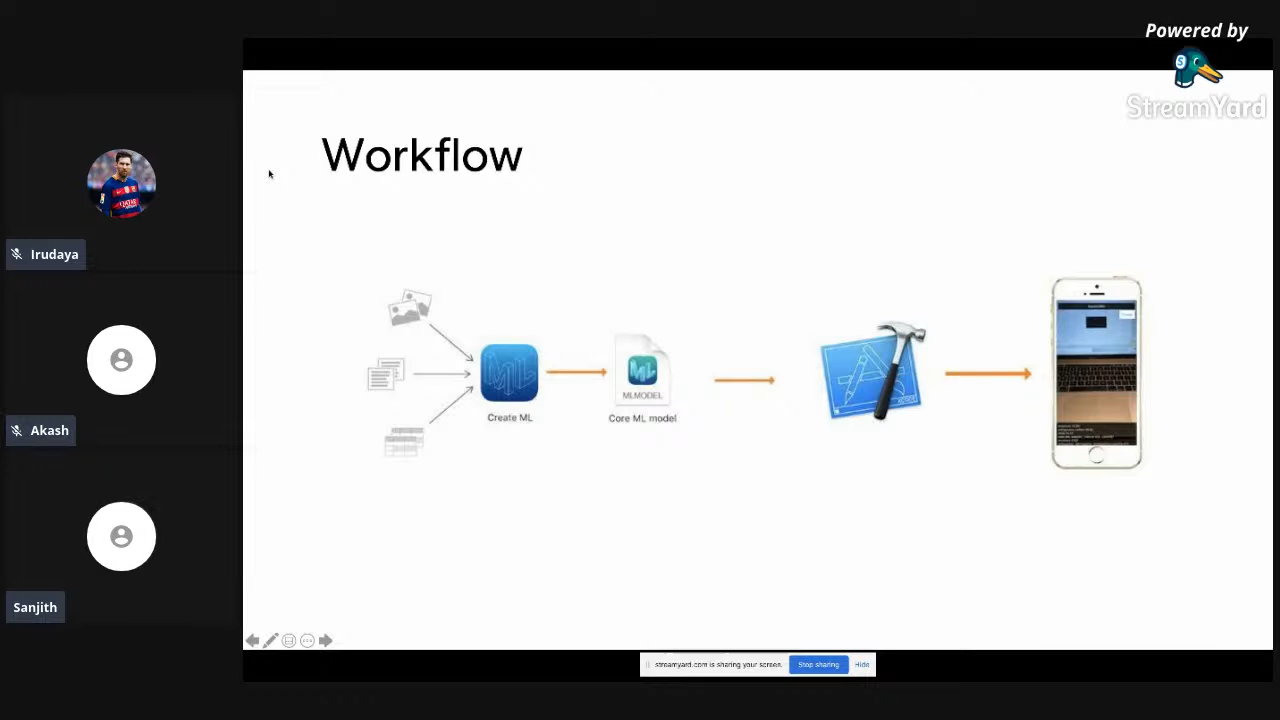 Powered by
StreamYard
Workflow
Irudaya
Akash
Sanjith
Create ML
MLMODEL
Core ML model
streamyard.com is sharing your screen.
Stop sharing
Hide